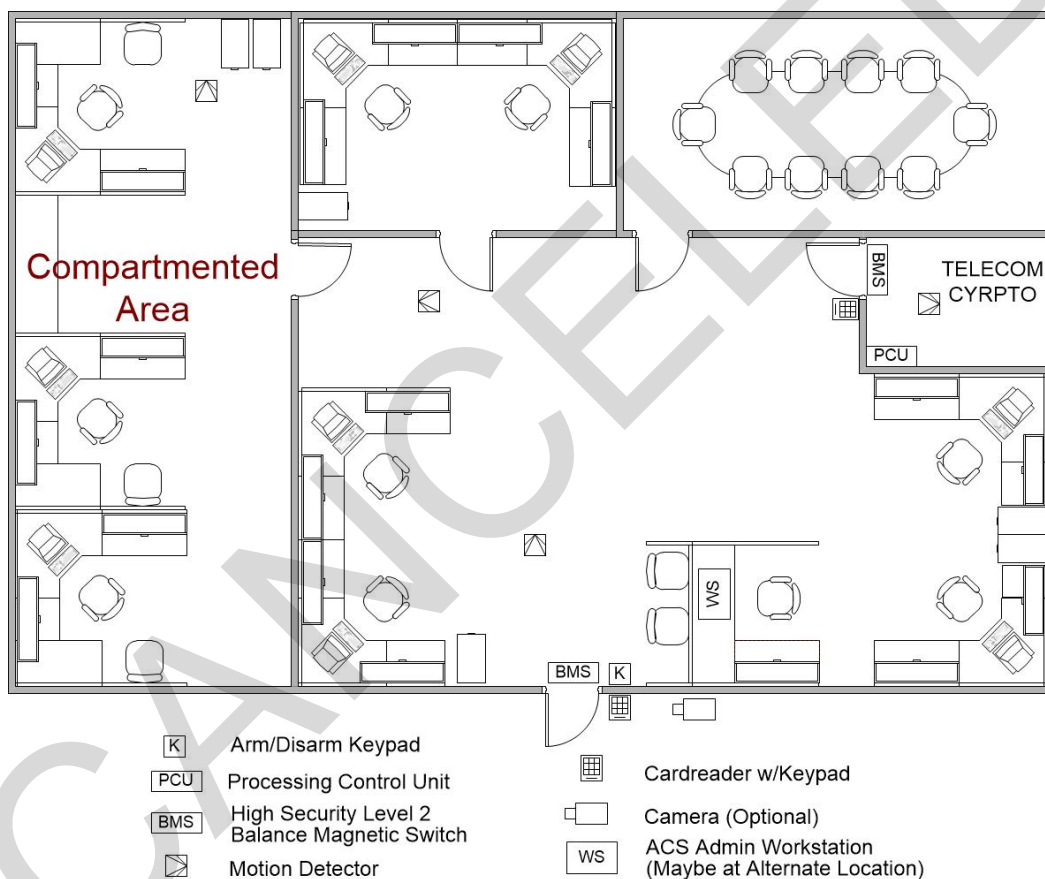 Compartmented
Area
BMS
TELECOM
CYRPTO
PCU
WS
BMS
K
K
Arm/Disarm Keypad
PCU
Processing Control Unit
BMS
High Security Level 2
Balance Magnetic Switch
Motion Detector
Cardreader w/Keypad
Camera (Optional)
WS
ACS Admin Workstation
(Maybe at Alternate Location)
CANCELED